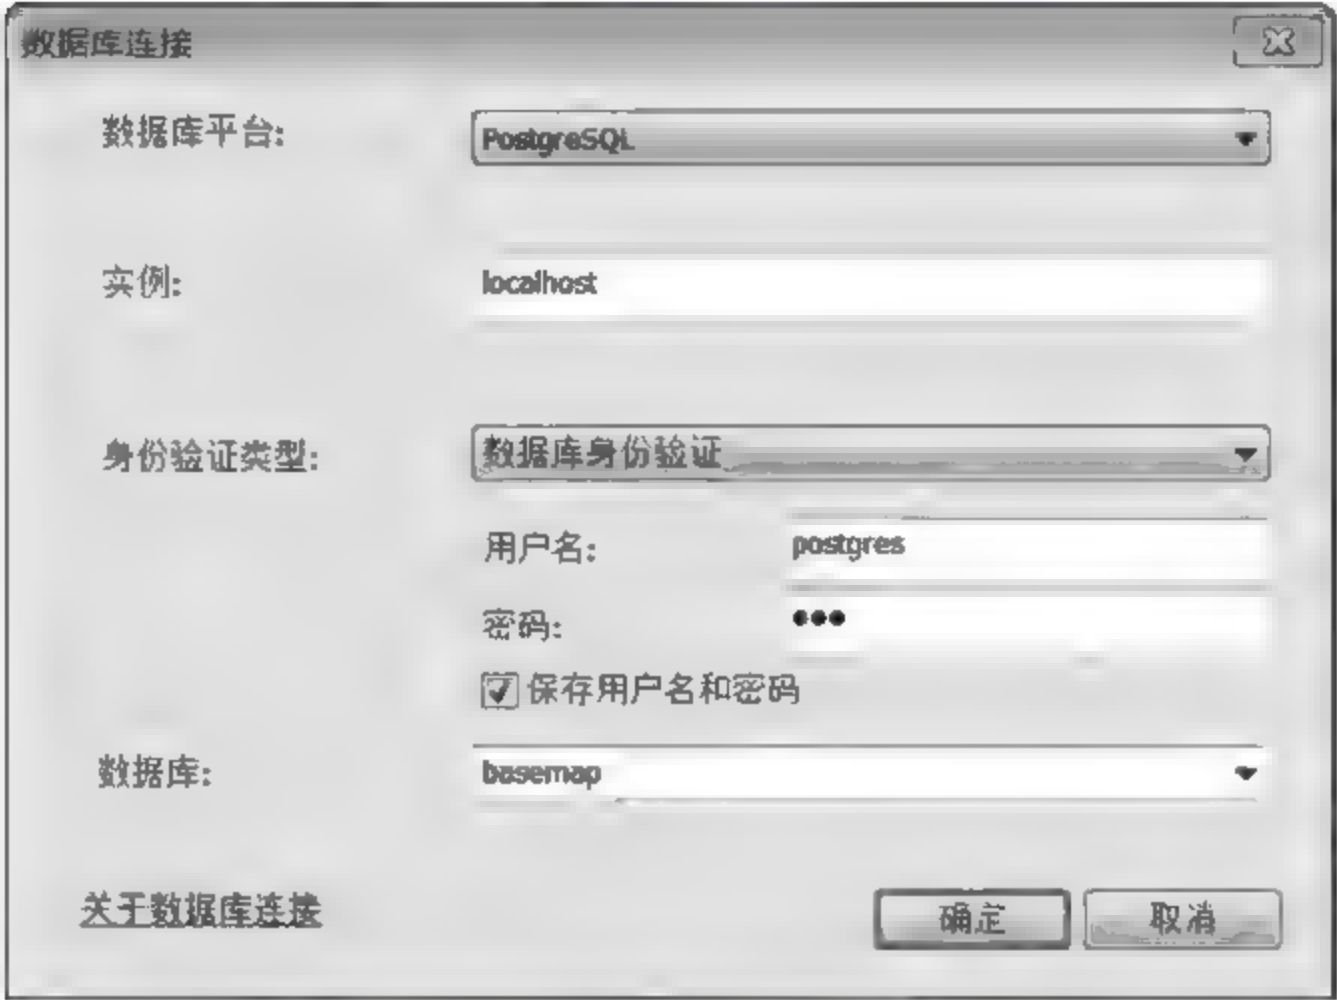 数据库连接
数据库平台: PostgreSQL
实例: localhost
身份验证类型: 数据库身份验证
用户名: postgres
密码: ●●●
保存用户名和密码
数据库: basemap
关于数据库连接 确定 取消